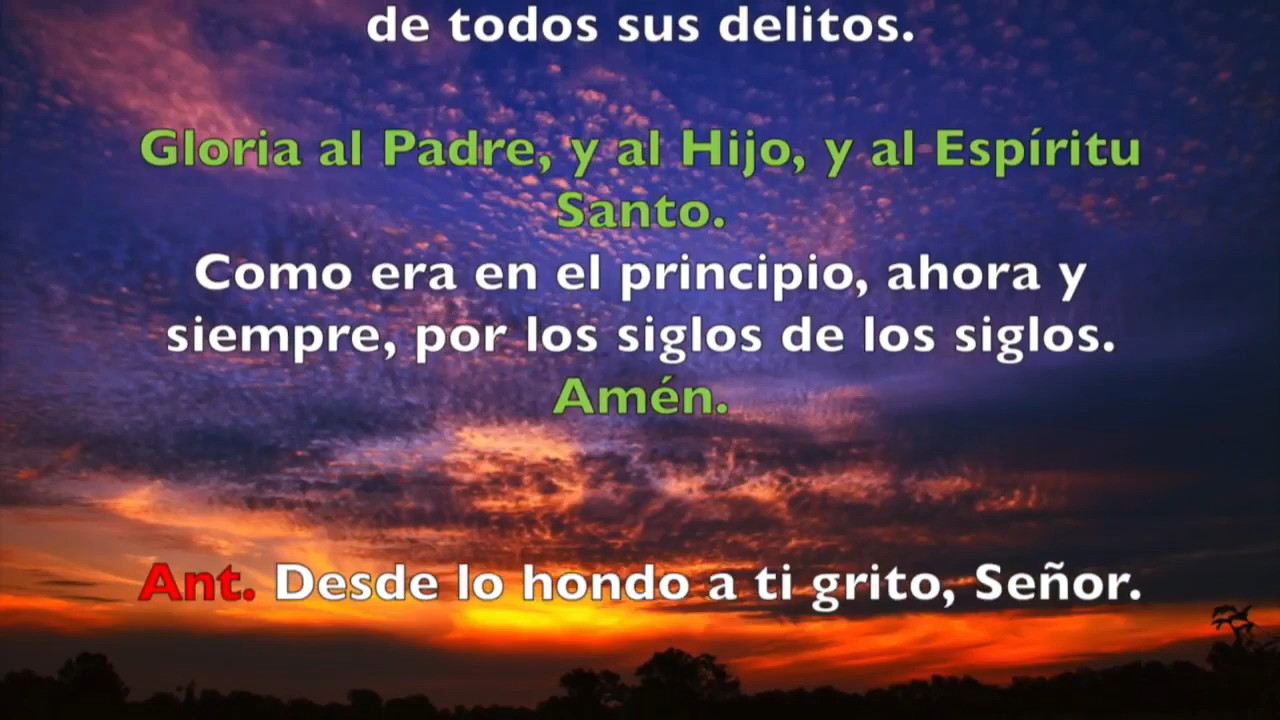 de todos sus delitos.
Gloria al Padre, y al Hijo, y al Espíritu
Santo.
Como era en el principio, ahora y
siempre, por los siglos de los siglos.
Amén.
Ant. Desde lo hondo a ti grito, Señor.